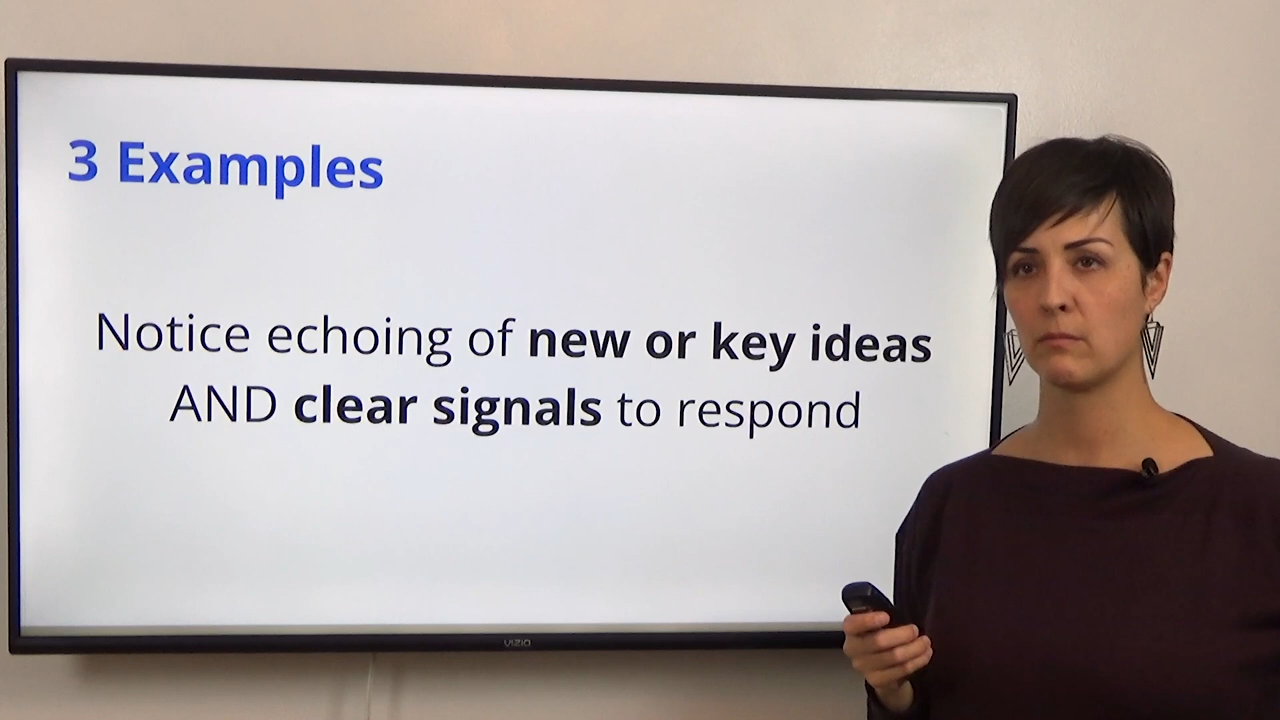 3 Examples
Notice echoing of new or key ideas
AND clear signals to respond
VIZIO